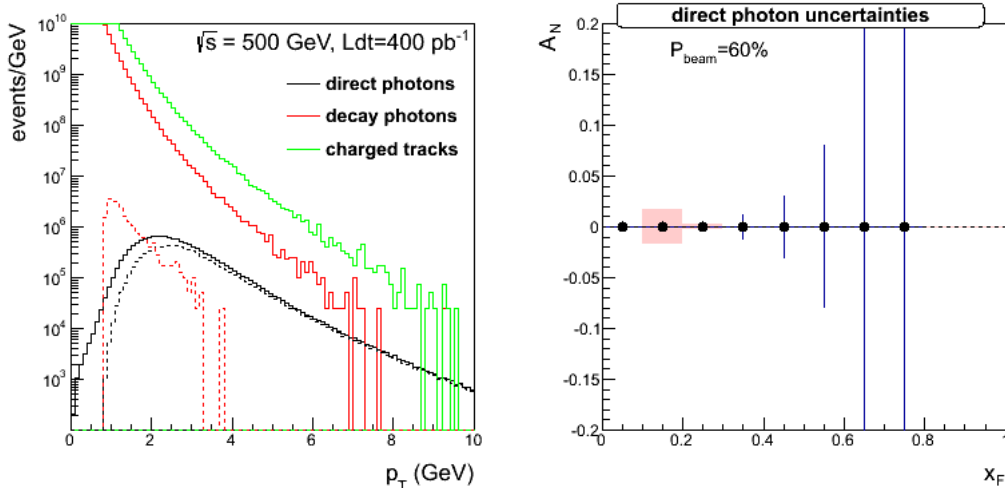 events/GeV
10^10
10^9
10^8
10^7
10^6
10^5
10^4
10^3
√s = 500 GeV, Ldt=400 pb^-1
direct photons
decay photons
charged tracks
0 2 4 6 8 10
p_T (GeV)
direct photon uncertainties
A_N
P_beam=60%
0.2
0.15
0.1
0.05
0
-0.05
-0.1
-0.15
-0.2
0 0.2 0.4 0.6 0.8 1
x_F